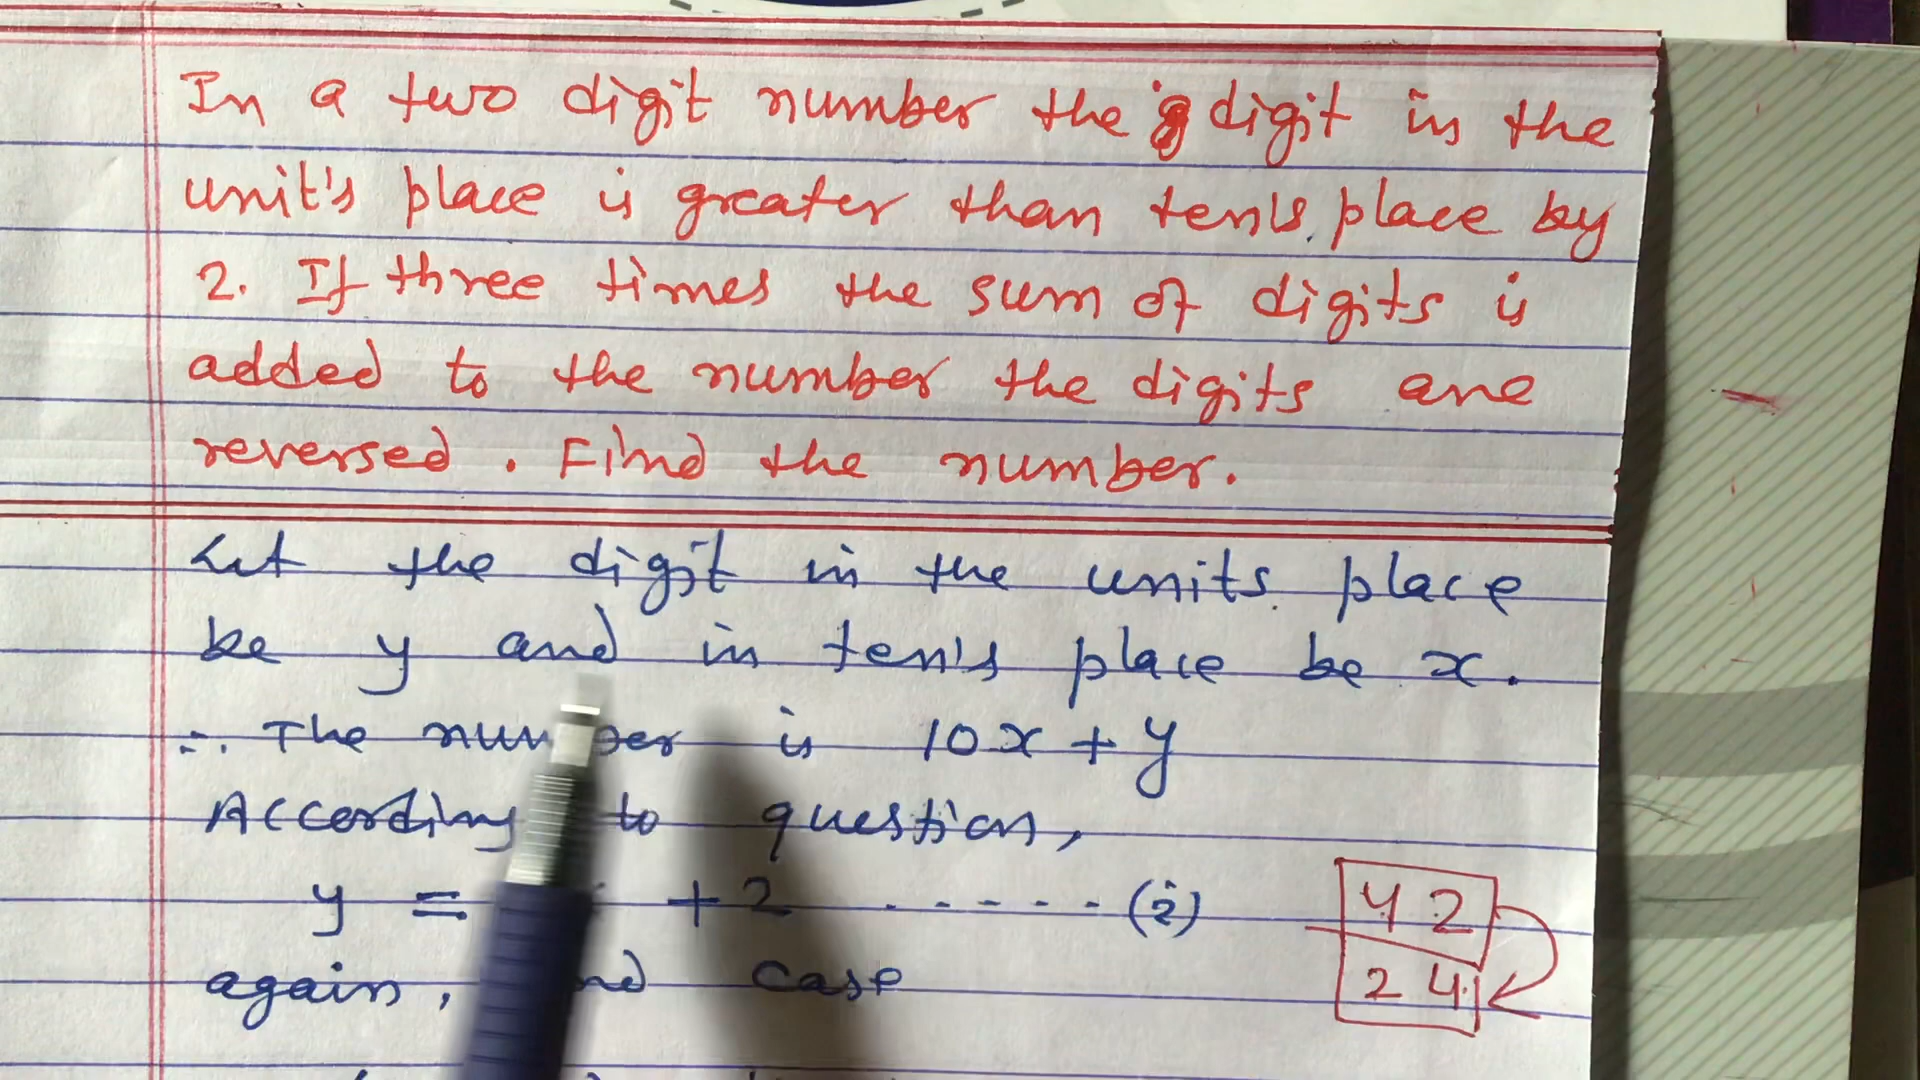 In a two digit number the digit in the
unit's place is greater than ten's place by
2. If three times the sum of digits is
added to the number the digits are
reversed. Find the number.
Let the digit in the units place
be y and in ten's place be x.
∴ The number is 10x + y
According to question,
y = + 2 ------ (i)
again, case
42
24